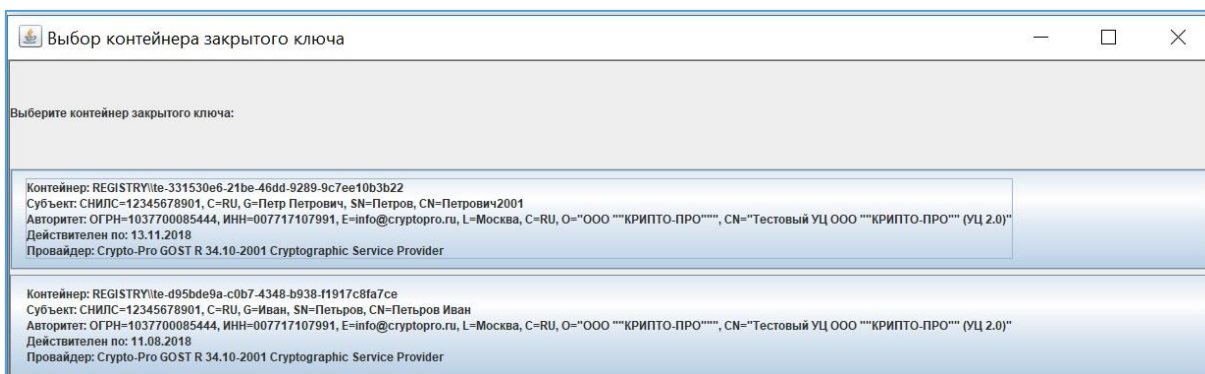 Выбор контейнера закрытого ключа
Выберите контейнер закрытого ключа:
Контейнер: REGISTRY\\te-331530e6-21be-46dd-9289-9c7ee10b3b22
Субъект: СНИЛС=12345678901, C=RU, G=Петр Петрович, SN=Петров, CN=Петрович2001
Авторитет: ОГРН=1037700085444, ИНН=007717107991, E=info@cryptopro.ru, L=Москва, C=RU, O="ООО ""КРИПТО-ПРО""", CN="Тестовый УЦ ООО ""КРИПТО-ПРО"" (УЦ 2.0)"
Действителен по: 13.11.2018
Провайдер: Crypto-Pro GOST R 34.10-2001 Cryptographic Service Provider
Контейнер: REGISTRY\\te-d95bde9a-c0b7-4348-b938-f1917c8fa7ce
Субъект: СНИЛС=12345678901, C=RU, G=Иван, SN=Петьров, CN=Петьров Иван
Авторитет: ОГРН=1037700085444, ИНН=007717107991, E=info@cryptopro.ru, L=Москва, C=RU, O="ООО ""КРИПТО-ПРО""", CN="Тестовый УЦ ООО ""КРИПТО-ПРО"" (УЦ 2.0)"
Действителен по: 11.08.2018
Провайдер: Crypto-Pro GOST R 34.10-2001 Cryptographic Service Provider